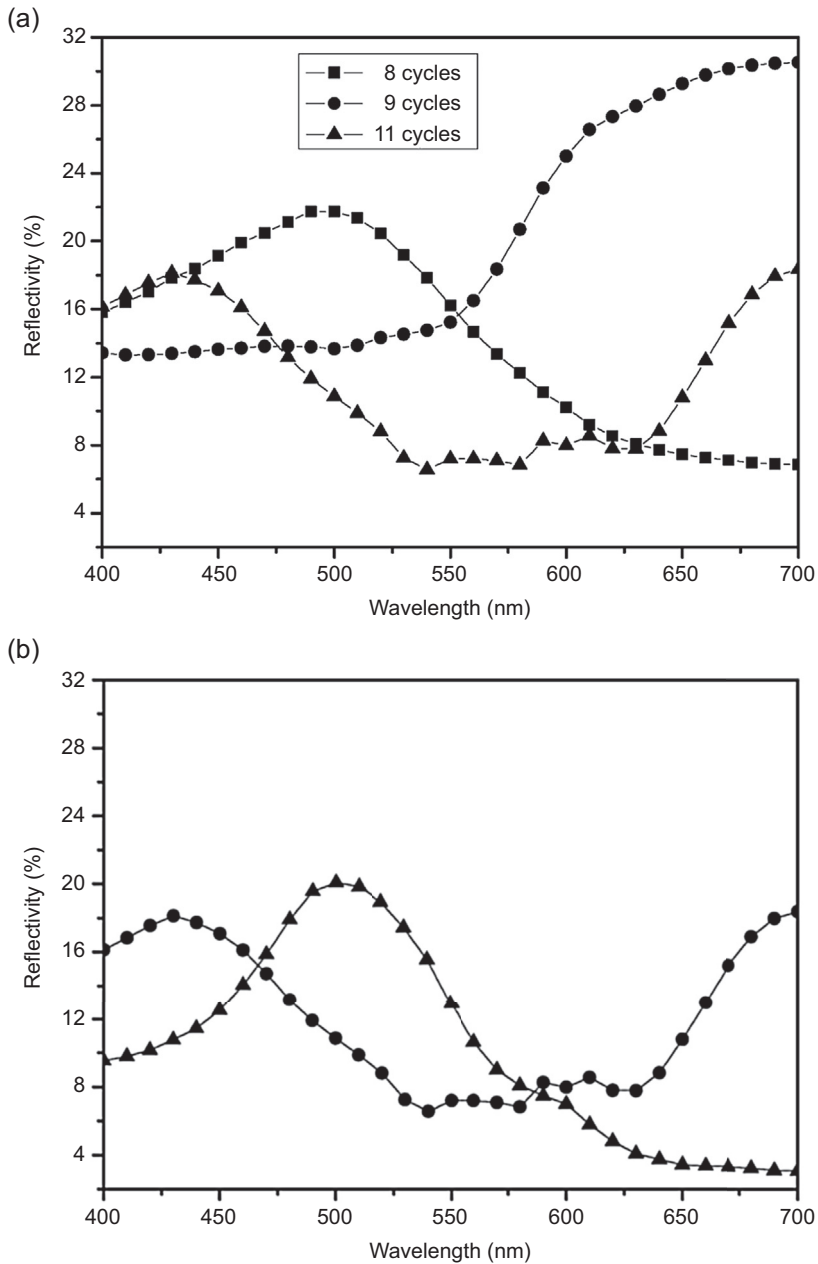 (a)
32
28
24
20
16
12
8
4
Reflectivity (%)
8 cycles
9 cycles
11 cycles
400 450 500 550 600 650 700
Wavelength (nm)
(b)
32
28
24
20
16
12
8
4
Reflectivity (%)
400 450 500 550 600 650 700
Wavelength (nm)